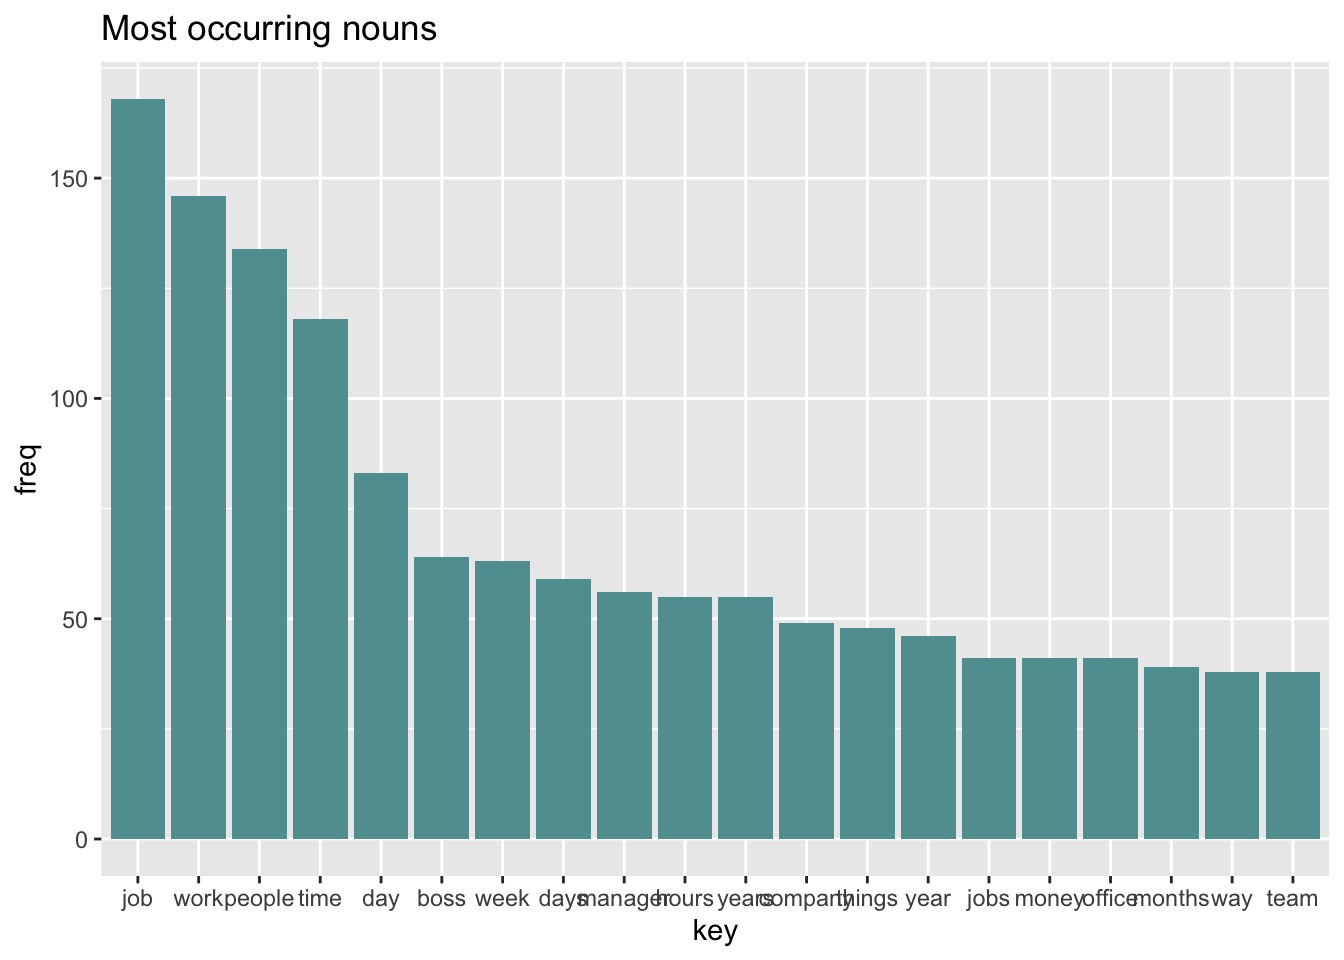 Most occurring nouns
150
100
50
0
freq
job work people time day boss week days manager hours years company things year jobs money office months way team
key